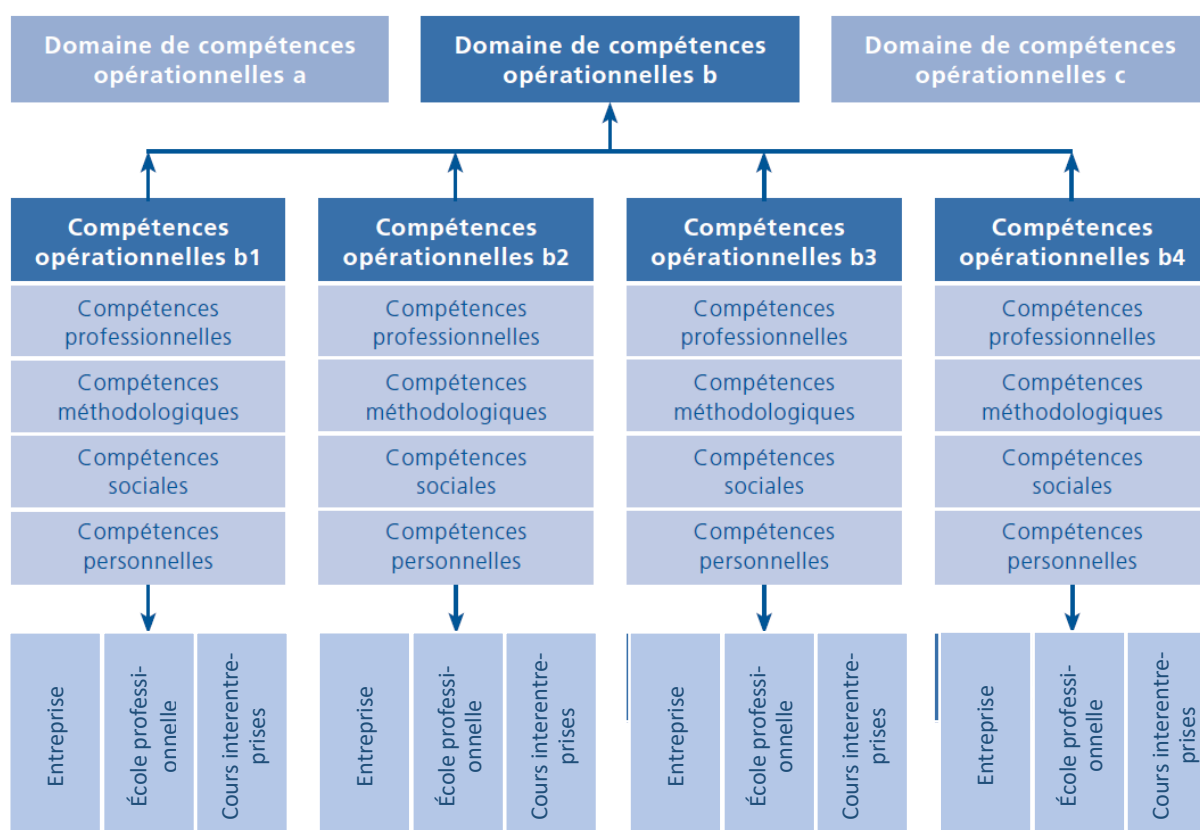 Domaine de compétences
opérationnelles a
Domaine de compétences
opérationnelles b
Domaine de compétences
opérationnelles c
Compétences
opérationnelles b1
Compétences
opérationnelles b2
Compétences
opérationnelles b3
Compétences
opérationnelles b4
Compétences
professionnelles
Compétences
professionnelles
Compétences
professionnelles
Compétences
professionnelles
Compétences
méthodologiques
Compétences
méthodologiques
Compétences
méthodologiques
Compétences
méthodologiques
Compétences
sociales
Compétences
sociales
Compétences
sociales
Compétences
sociales
Compétences
personnelles
Compétences
personnelles
Compétences
personnelles
Compétences
personnelles
Entreprise
École professi-
onnelle
Cours interentre-
prises
Entreprise
École professi-
onnelle
Cours interentre-
prises
Entreprise
École professi-
onnelle
Cours interentre-
prises
Entreprise
École professi-
onnelle
Cours interentre-
prises